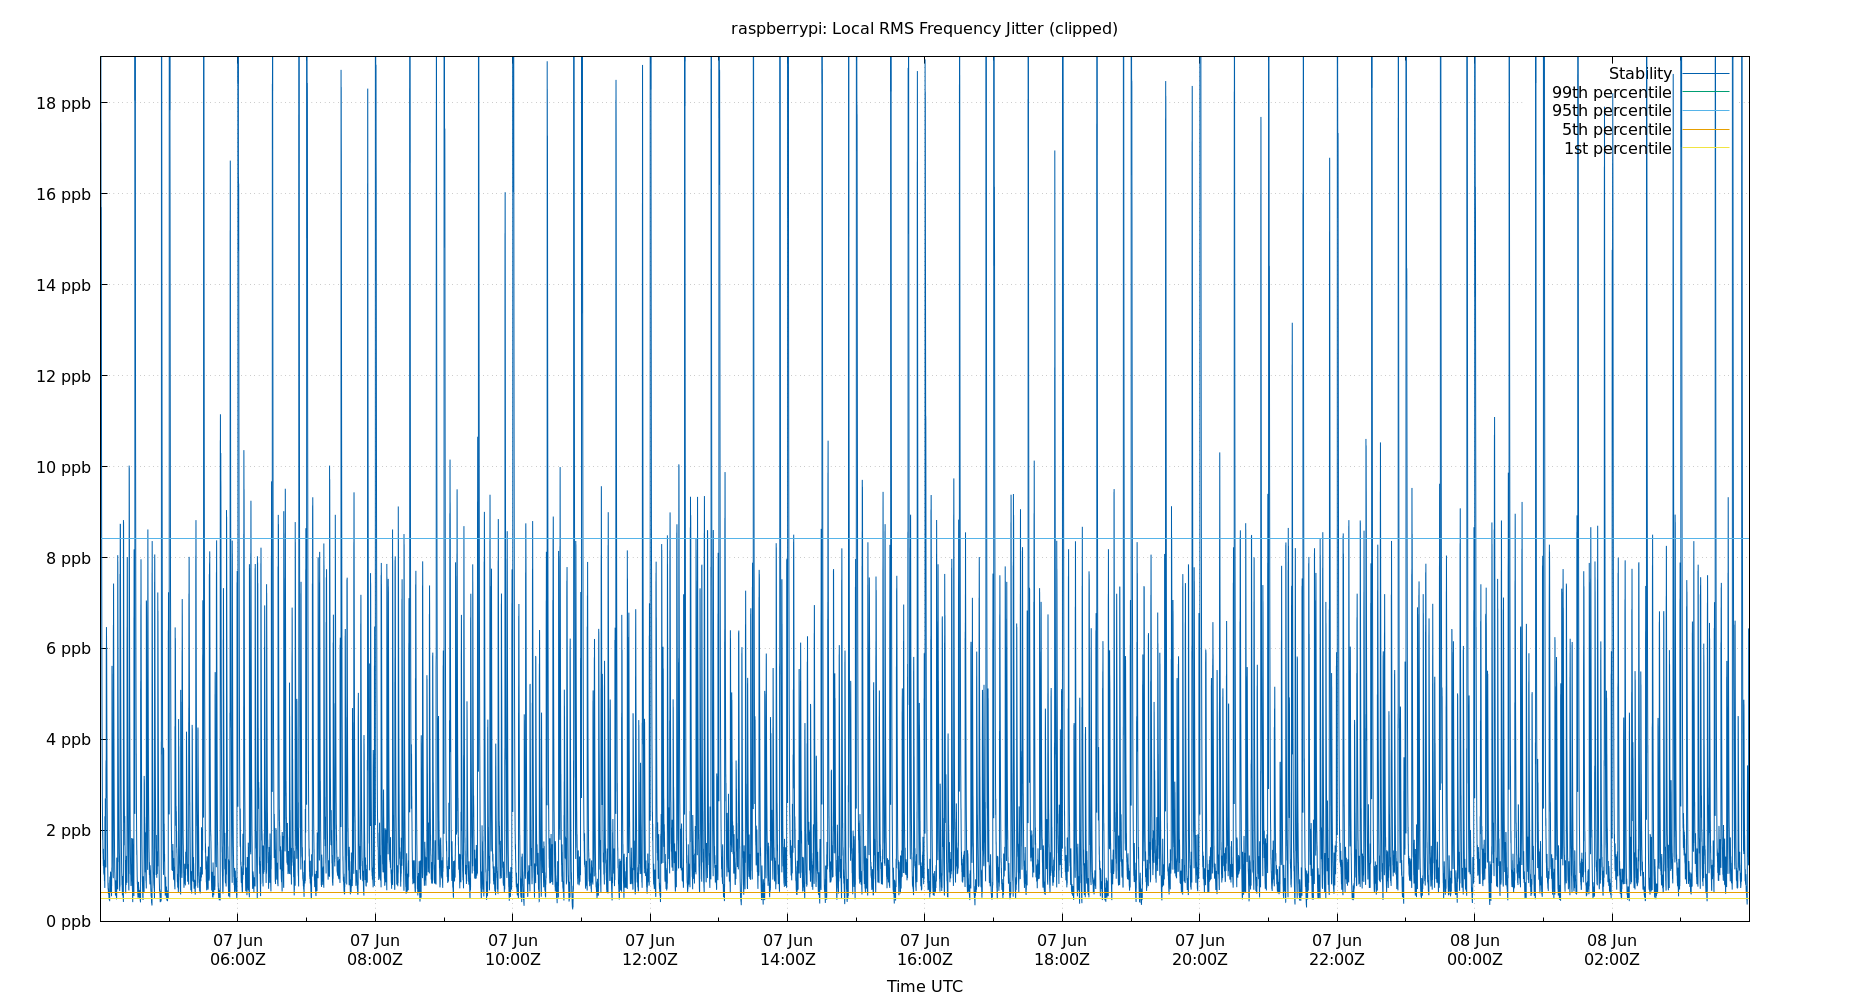 raspberrypi: Local RMS Frequency Jitter (clipped)
Stability
99th percentile
95th percentile
5th percentile
1st percentile
18 ppb
16 ppb
14 ppb
12 ppb
10 ppb
8 ppb
6 ppb
4 ppb
2 ppb
0 ppb
07 Jun 07 Jun 07 Jun 07 Jun 07 Jun 07 Jun 07 Jun 07 Jun 07 Jun 08 Jun 08 Jun
06:00Z 08:00Z 10:00Z 12:00Z 14:00Z 16:00Z 18:00Z 20:00Z 22:00Z 00:00Z 02:00Z
Time UTC